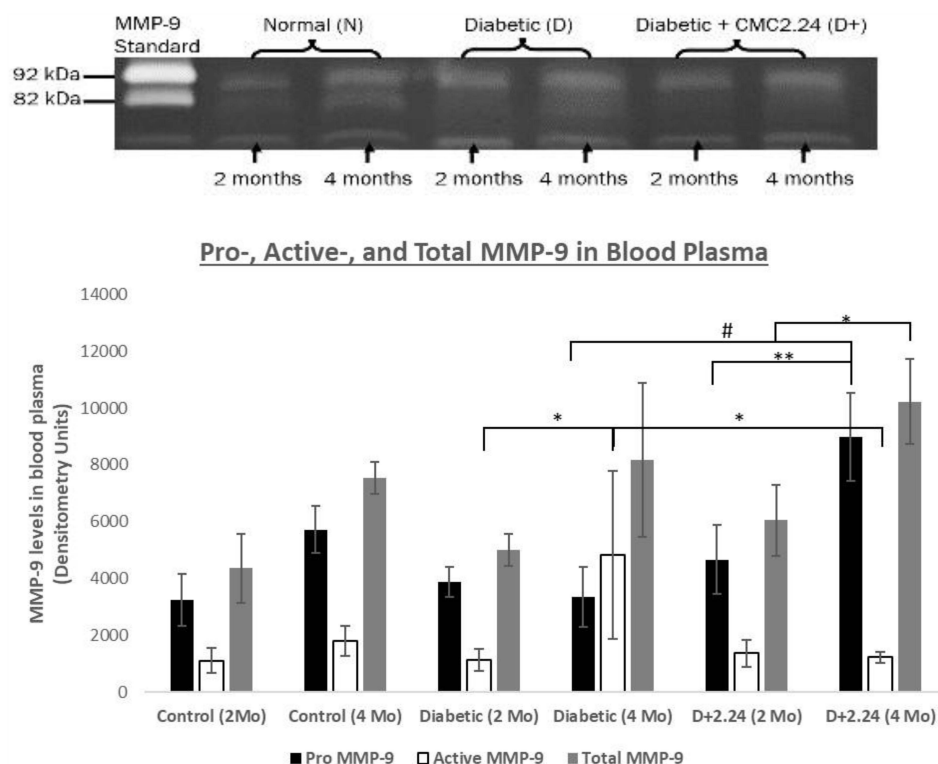 MMP-9
Standard
Normal (N)
Diabetic (D)
Diabetic + CMC2.24 (D+)
92 kDa
82 kDa
2 months
4 months
2 months
4 months
2 months
4 months
Pro-, Active-, and Total MMP-9 in Blood Plasma
MMP-9 levels in blood plasma
(Densitometry Units)
14000
12000
10000
8000
6000
4000
2000
0
#
*
**
*
*
Control (2Mo)
Control (4 Mo)
Diabetic (2 Mo)
Diabetic (4 Mo)
D+2.24 (2 Mo)
D+2.24 (4 Mo)
Pro MMP-9
Active MMP-9
Total MMP-9